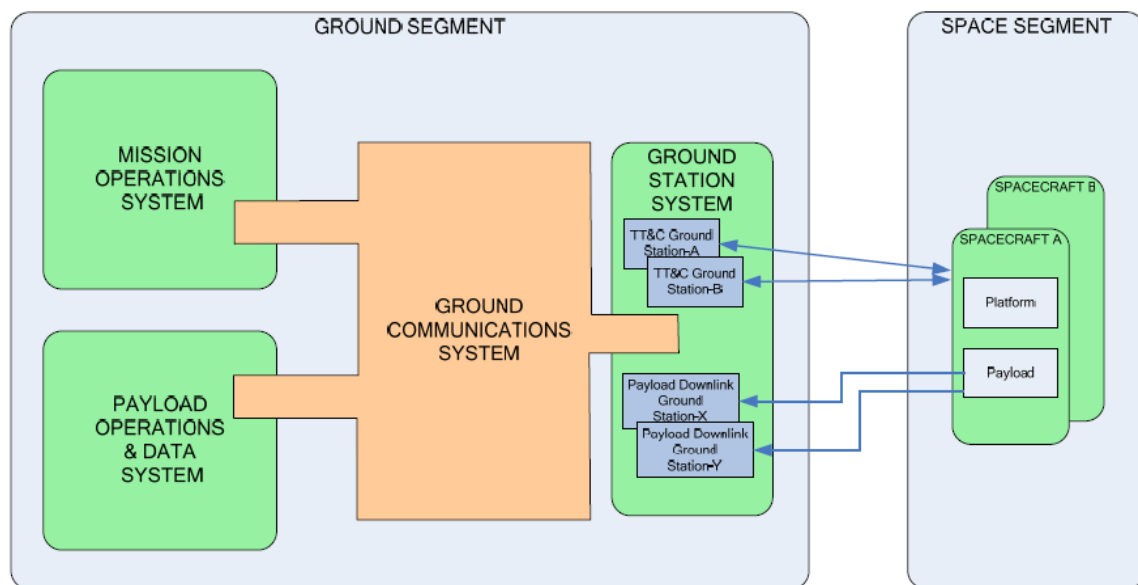 GROUND SEGMENT
MISSION
OPERATIONS
SYSTEM
PAYLOAD
OPERATIONS
& DATA
SYSTEM
GROUND
COMMUNICATIONS
SYSTEM
GROUND
STATION
SYSTEM
TT&C Ground
Station-A
TT&C Ground
Station-B
Payload Downlink
Ground
Station-X
Payload Downlink
Ground
Station-Y
SPACE SEGMENT
SPACECRAFT B
SPACECRAFT A
Platform
Payload